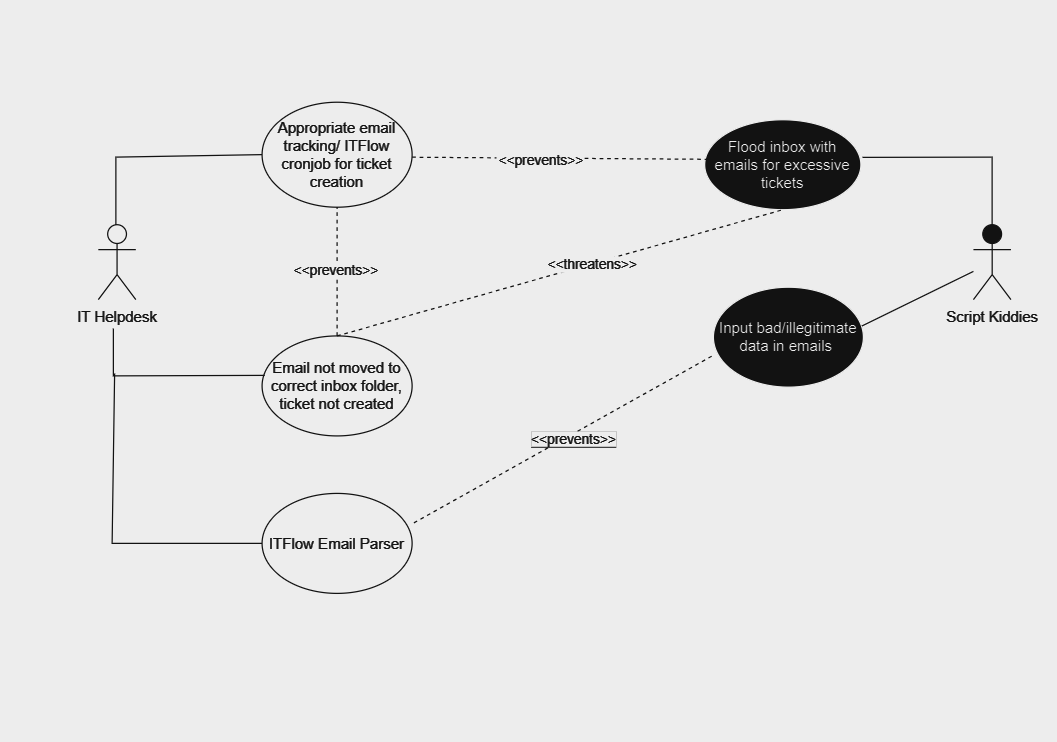 Appropriate email
tracking/ ITFlow
cronjob for ticket
creation
<<prevents>>
Flood inbox with
emails for excessive
tickets
<<prevents>>
<<threatens>>
IT Helpdesk
Script Kiddies
Input bad/illegitimate
data in emails
Email not moved to
correct inbox folder,
ticket not created
<<prevents>>
ITFlow Email Parser